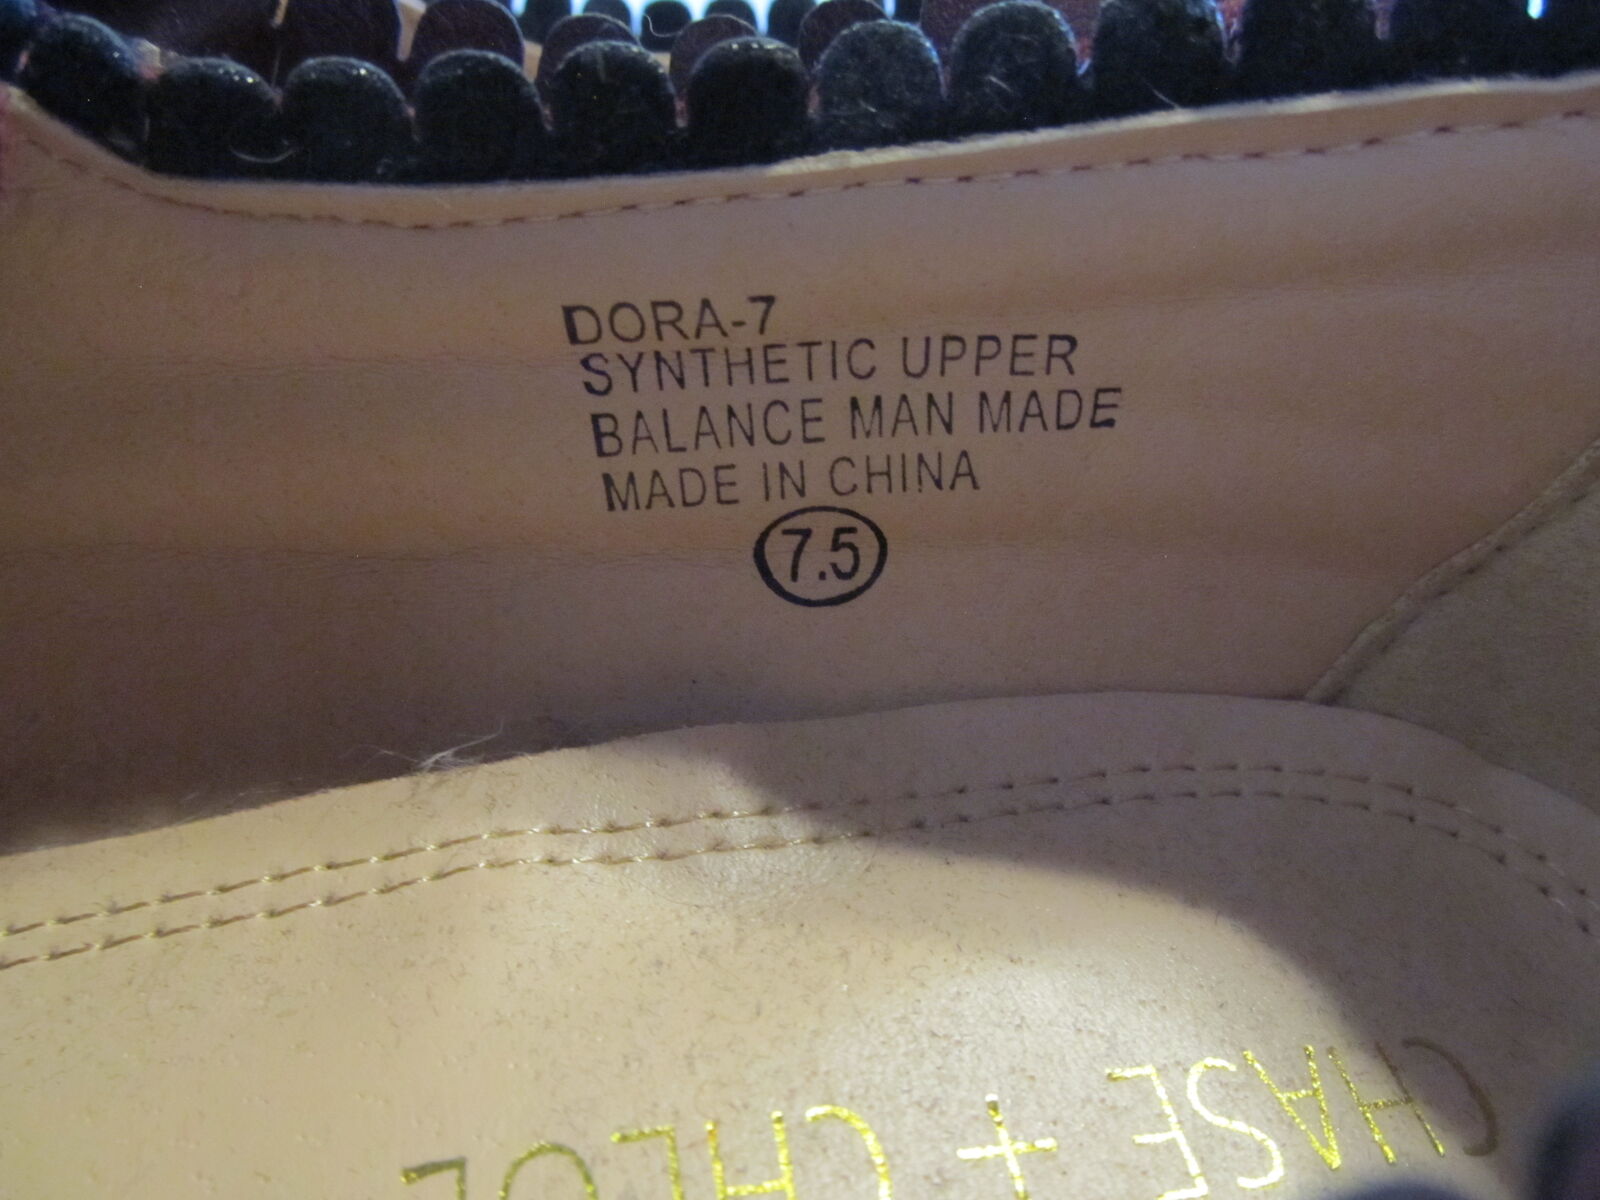 DORA-7
SYNTHETIC UPPER
BALANCE MAN MADE
MADE IN CHINA
7.5
CHASE + CHLOE